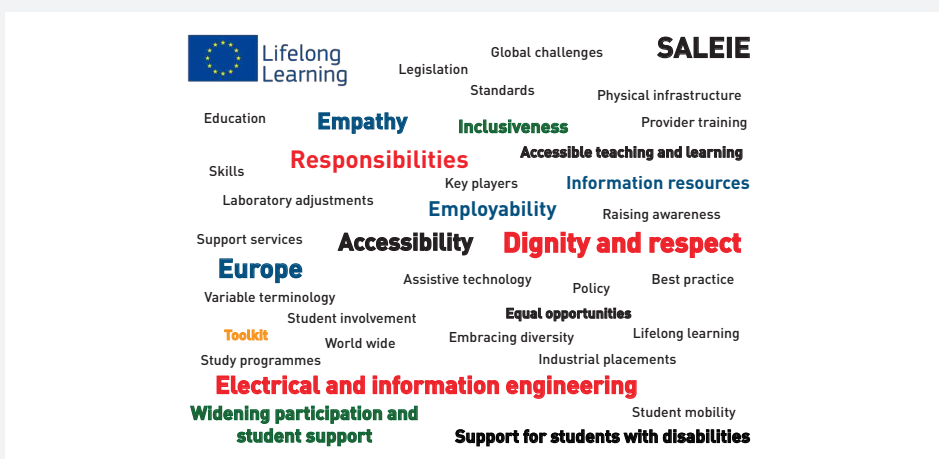 Lifelong
Learning
Global challenges
SALEIE
Legislation
Standards
Physical infrastructure
Education
Empathy
Inclusiveness
Provider training
Responsibilities
Accessible teaching and learning
Skills
Key players
Information resources
Laboratory adjustments
Employability
Raising awareness
Support services
Accessibility
Dignity and respect
Europe
Assistive technology
Best practice
Policy
Variable terminology
Student involvement
Equal opportunities
Toolkit
World wide
Embracing diversity
Lifelong learning
Study programmes
Industrial placements
Electrical and information engineering
Widening participation and
student support
Student mobility
Support for students with disabilities